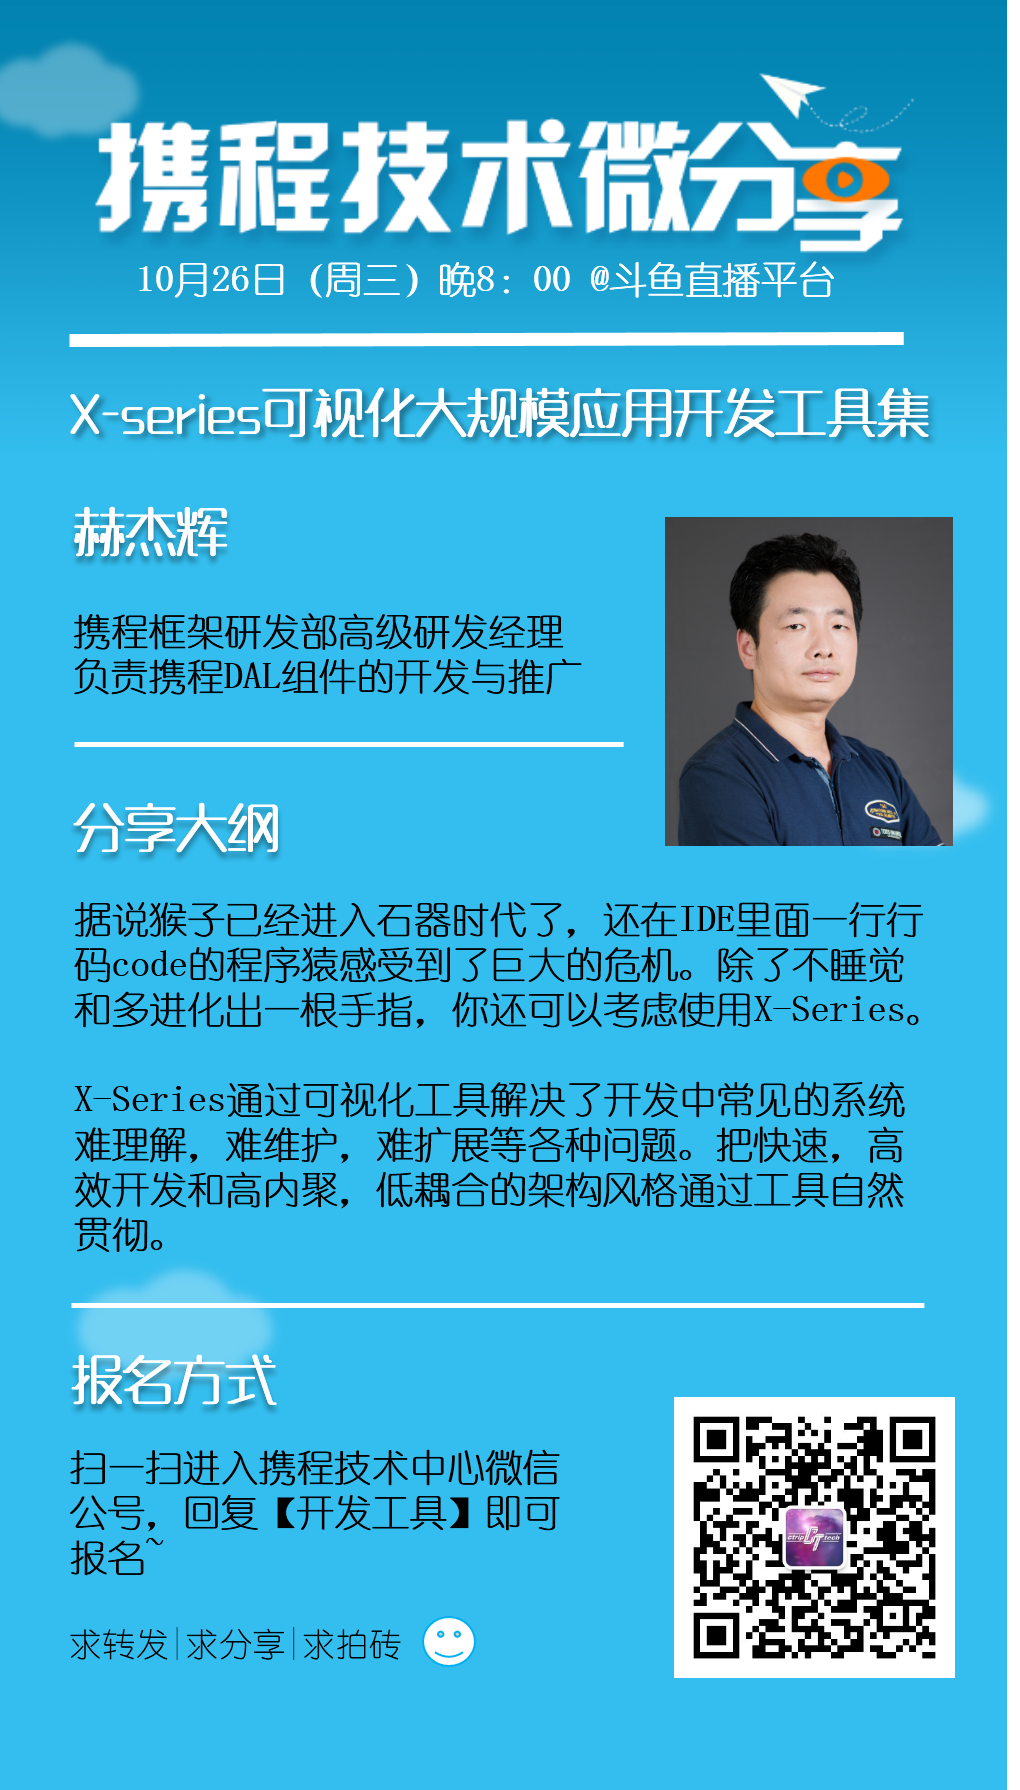 携程技术微分享
10月26日（周三）晚8：00 @斗鱼直播平台
X-series可视化大规模应用开发工具集
赫杰辉
携程框架研发部高级研发经理
负责携程DAL组件的开发与推广
分享大纲
据说猴子已经进入石器时代了，还在IDE里面一行行
码code的程序猿感受到了巨大的危机。除了不睡觉
和多进化出一根手指，你还可以考虑使用X-Series。
X-Series通过可视化工具解决了开发中常见的系统
难理解，难维护，难扩展等各种问题。把快速，高
效开发和高内聚，低耦合的架构风格通过工具自然
贯彻。
报名方式
扫一扫进入携程技术中心微信
公号，回复【开发工具】即可
报名~
ctrip CT tech
求转发|求分享|求拍砖